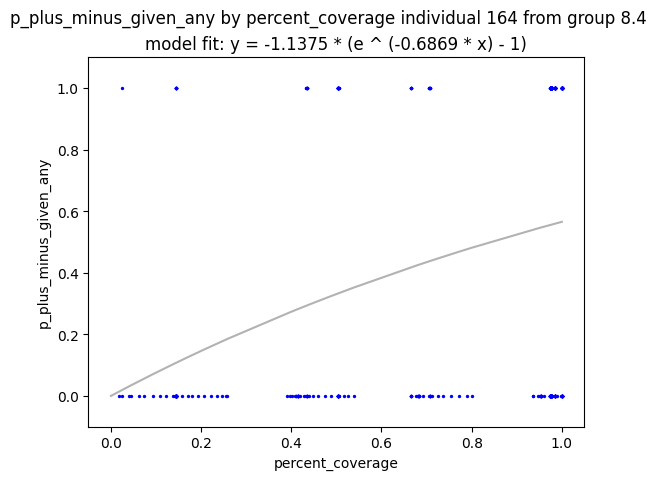 p_plus_minus_given_any by percent_coverage individual 164 from group 8.4
model fit: y = -1.1375 * (e ^ (-0.6869 * x) - 1)
1.0
0.8
0.6
0.4
0.2
0.0
p_plus_minus_given_any
0.0 0.2 0.4 0.6 0.8 1.0
percent_coverage